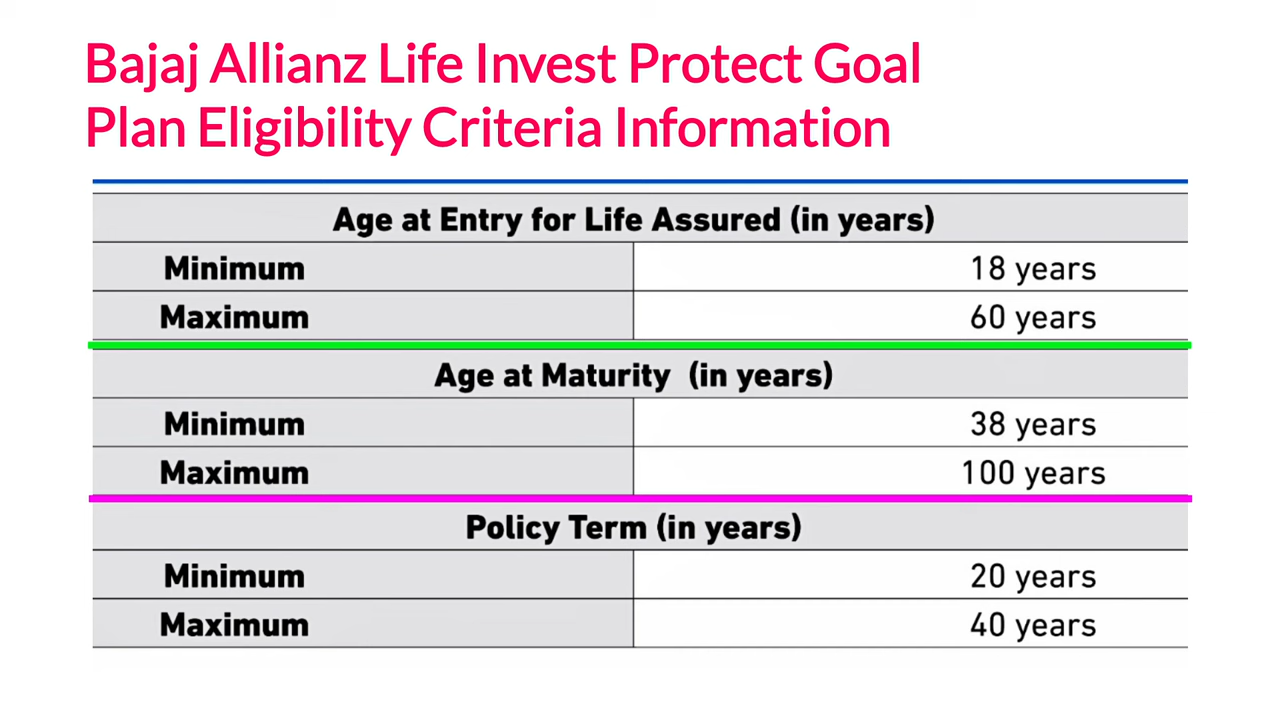 Bajaj Allianz Life Invest Protect Goal
Plan Eligibility Criteria Information
Age at Entry for Life Assured (in years)
Minimum 18 years
Maximum 60 years
Age at Maturity (in years)
Minimum 38 years
Maximum 100 years
Policy Term (in years)
Minimum 20 years
Maximum 40 years